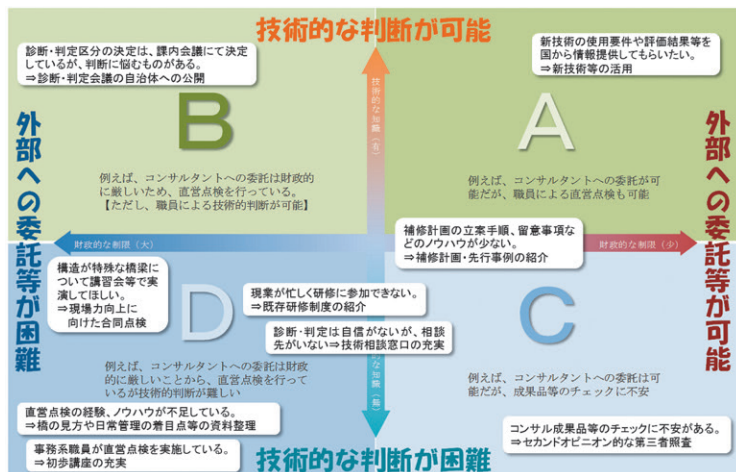 技術的な判断が可能
診断・判定区分の決定は、課内会議にて決定
しているが、判断に悩むものがある。
⇒診断・判定会議の自治体への公開
新技術の使用要件や評価結果等を
国から情報提供してもらいたい。
⇒新技術等の活用
技術的な知識（有）
B
A
外部への委託等が困難
外部への委託等が可能
例えば、コンサルタントへの委託は財政的
に厳しいため、直営点検を行っている。
【ただし、職員による技術的判断が可能】
例えば、コンサルタントへの委託が可
能だが、職員による直営点検も可能
財政的な制限（大）
補修計画の立案手順、留意事項な
どのノウハウが少ない。
⇒補修計画・先行事例の紹介
財政的な制限（少）
構造が特殊な橋梁に
ついて講習会等で実
演してほしい。
⇒現場力向上に
向けた合同点検
現業が忙しく研修に参加できない。
⇒既存研修制度の紹介
D
C
診断・判定は自信がないが、相談
先がいない⇒技術相談窓口の充実
例えば、コンサルタントへの委託は財政
的に厳しいことから、直営点検を行って
いるが技術的判断が難しい
的な知識（無）
例えば、コンサルタントへの委託は可
能だが、成果品等のチェックに不安
直営点検の経験、ノウハウが不足している。
⇒橋の見方や日常管理の着目点等の資料整理
コンサル成果品等のチェックに不安がある。
⇒セカンドオピニオン的な第三者照査
事務系職員が直営点検を実施している。
⇒初歩講座の充実
技術的な判断が困難